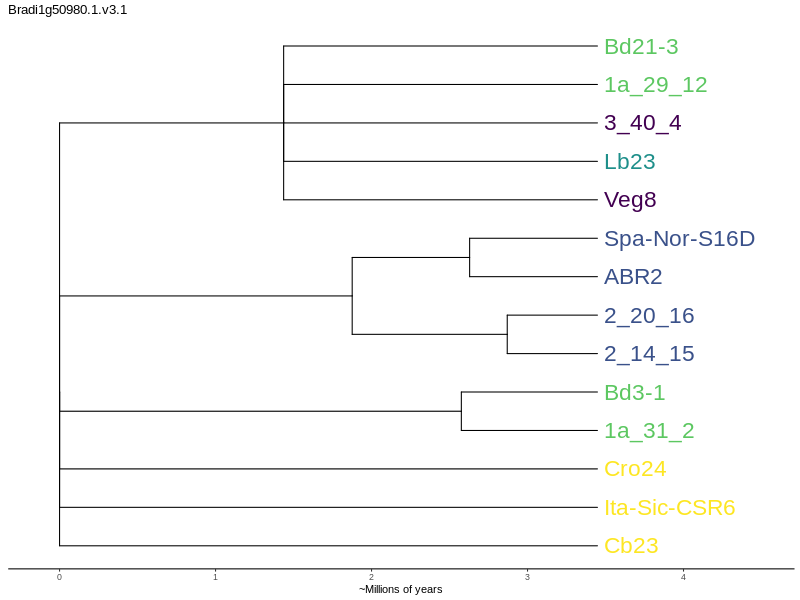 Bradi1g50980.1.v3.1
Bd21-3
1a_29_12
3_40_4
Lb23
Veg8
Spa-Nor-S16D
ABR2
2_20_16
2_14_15
Bd3-1
1a_31_2
Cro24
Ita-Sic-CSR6
Cb23
0 1 2 3 4
~Millions of years